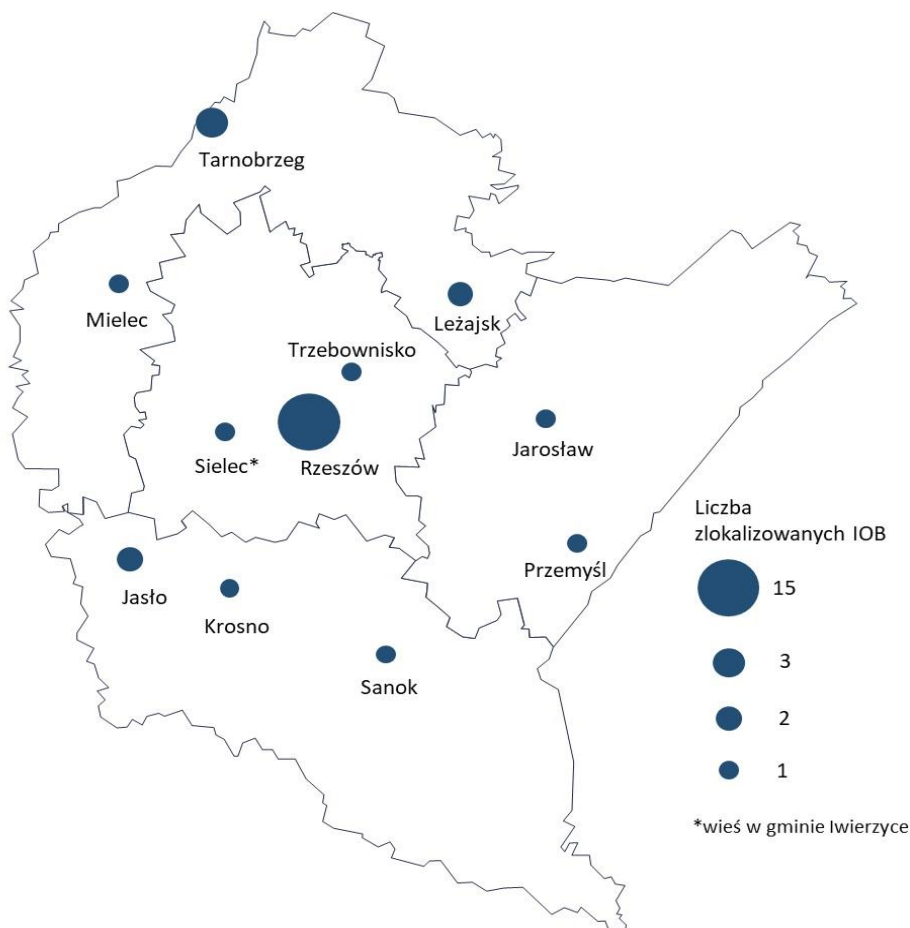 Tarnobrzeg
Mielec
Leżajsk
Trzebownisko
Sielec*
Rzeszów
Jarosław
Przemyśl
Jasło
Krosno
Sanok
Liczba
zlokalizowanych IOB
15
3
2
1
*wieś w gminie Iwierzyce